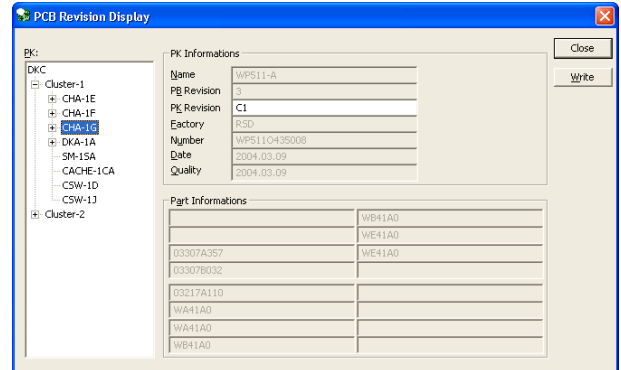 PCB Revision Display
PK:
DKC
Cluster-1
CHA-1E
CHA-1F
CHA-1G
DKA-1A
SM-1SA
CACHE-1CA
CSW-1D
CSW-1J
Cluster-2
PK Informations
Name WP511-A
PB Revision 3
PK Revision C1
Factory RSD
Number WP511O435008
Date 2004.03.09
Quality 2004.03.09
Part Informations
WB41A0
WE41A0
03307A357 WE41A0
03307B032
03217A110
WA41A0
WA41A0
WB41A0
Close
Write